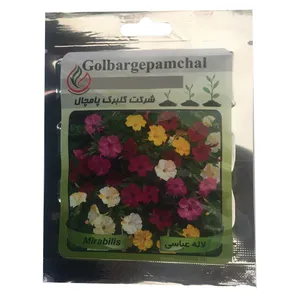 Golbargepamchal
شرکت گلبرگ پامچال
Mirabilis
لاله عباسی